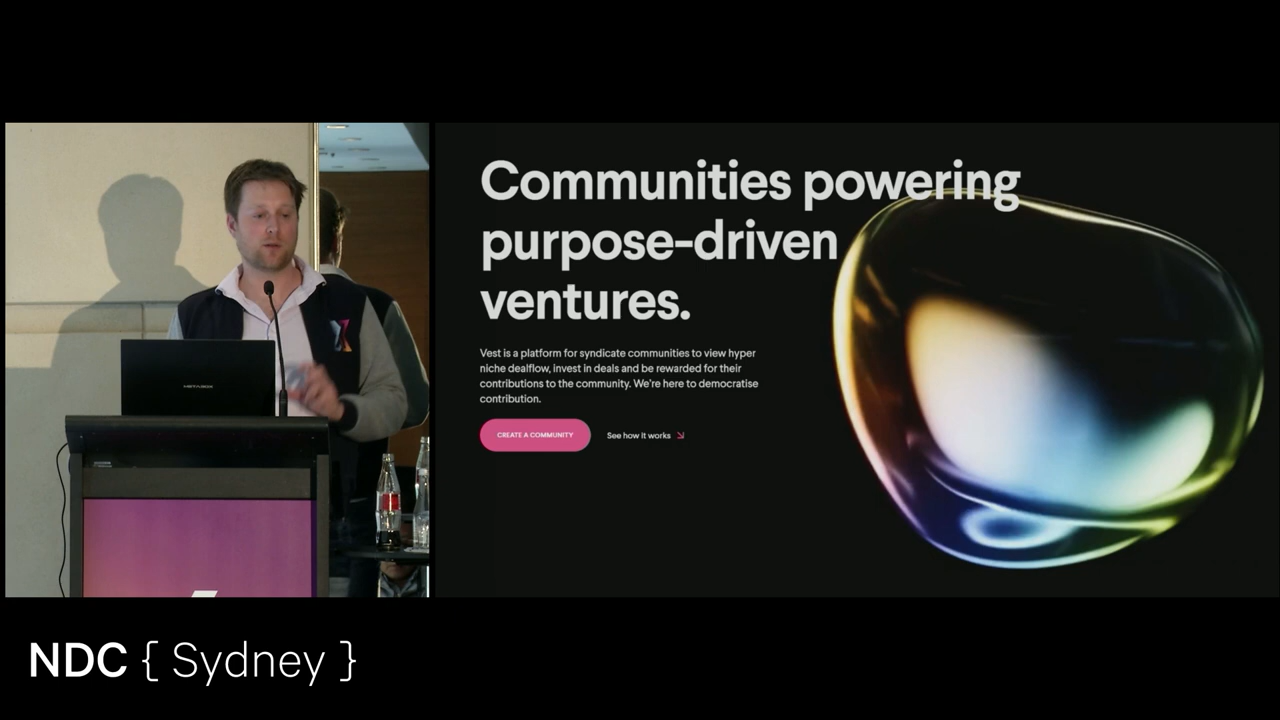 Communities powering
purpose-driven
ventures.
Vest is a platform for syndicate communities to view hyper
niche dealflow, invest in deals and be rewarded for their
contributions to the community. We're here to democratise
contribution.
CREATE A COMMUNITY
See how it works
NDC { Sydney }